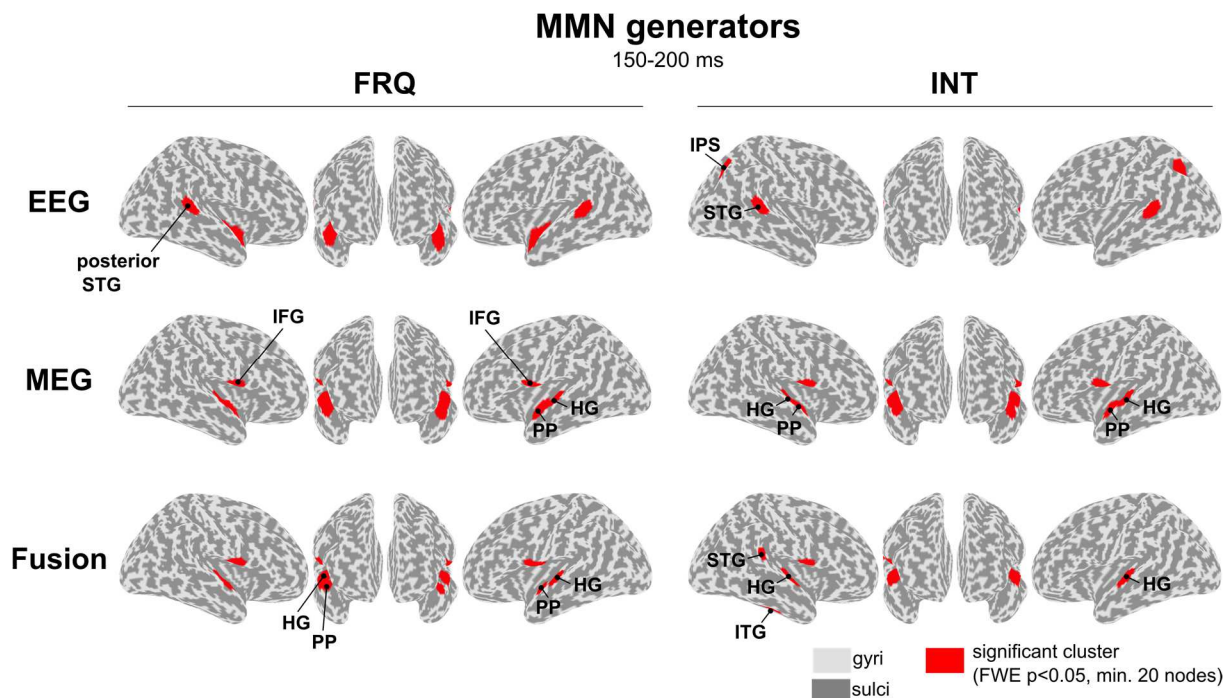 MMN generators
150-200 ms
FRQ
INT
EEG
posterior
STG
IPS
STG
MEG
IFG
IFG
HG
PP
HG
PP
HG
PP
Fusion
HG
PP
HG
PP
STG
HG
ITG
HG
gyri
sulci
significant cluster
(FWE p<0.05, min. 20 nodes)